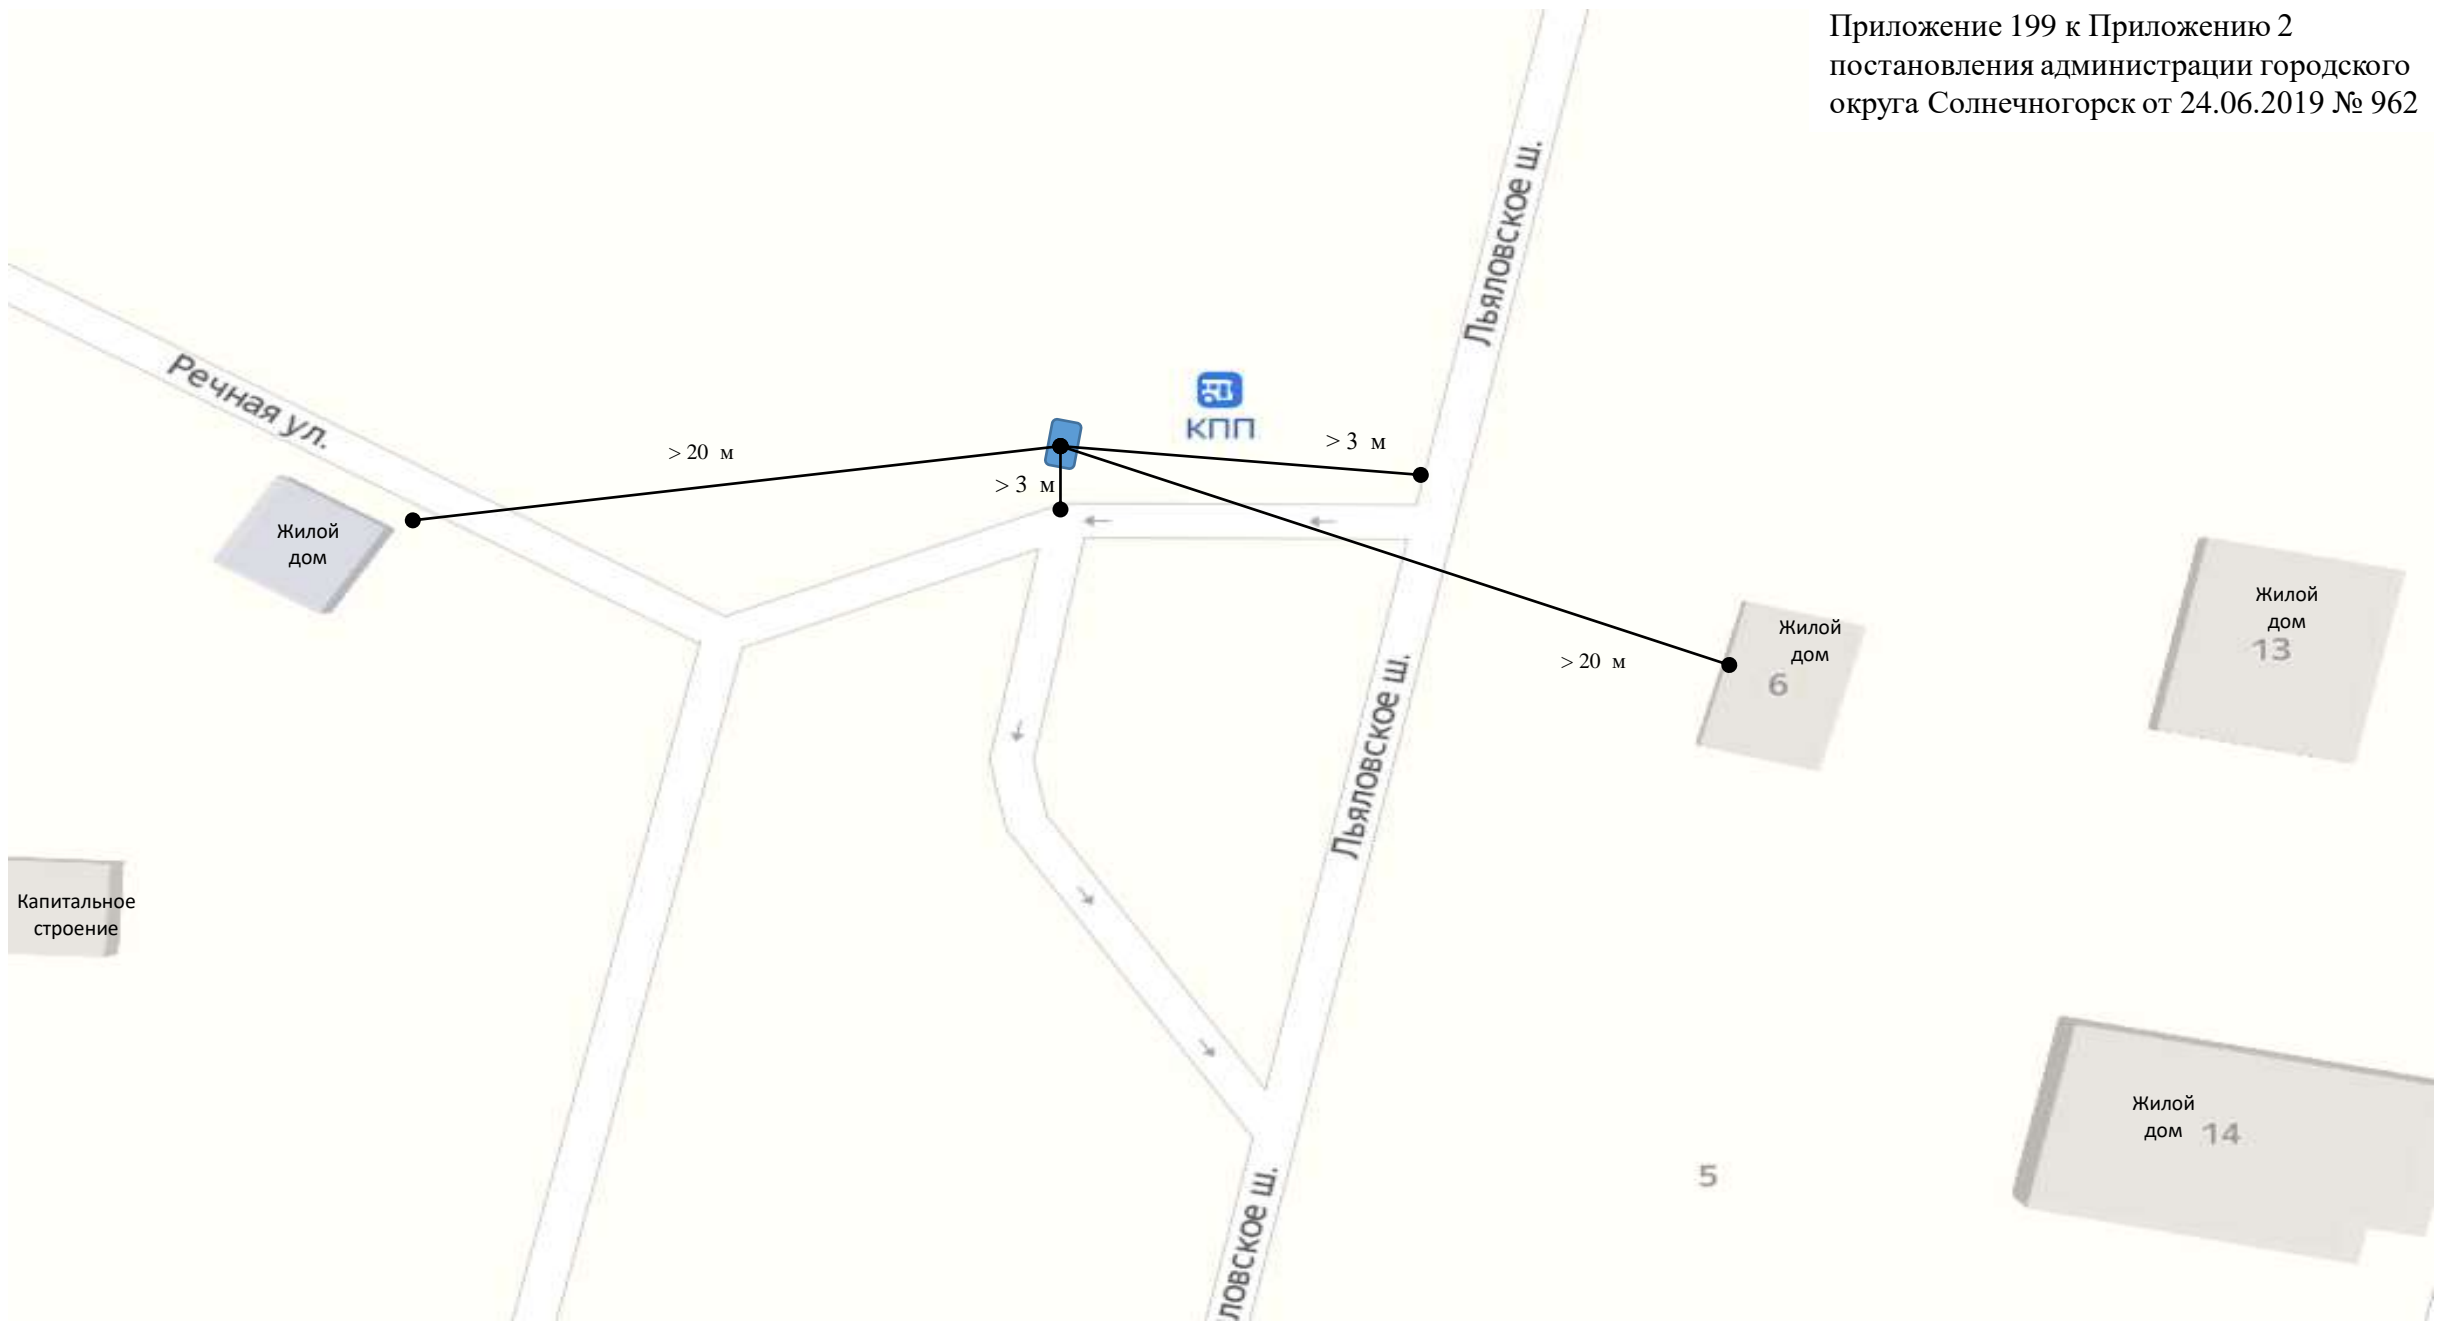 Приложение 199 к Приложению 2
постановления администрации городского
округа Солнечногорск от 24.06.2019 № 962
Льяловское ш.
Речная ул.
КПП
> 20 м
> 3 м
> 3 м
Жилой
дом
Жилой
дом
13
Жилой
дом
6
> 20 м
Льяловское ш.
Капитальное
строение
Жилой
дом 14
5
ловское ш.